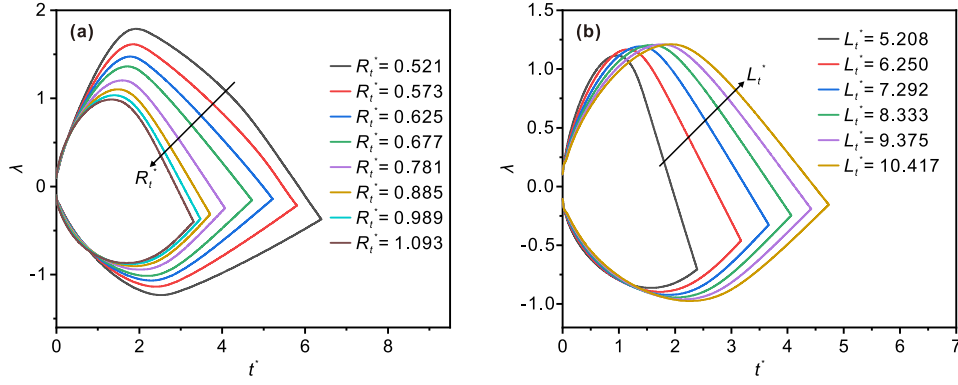 (a)
2
1
0
-1
λ
0
2
4
6
8
t*
R_t*
R_t* = 0.521
R_t* = 0.573
R_t* = 0.625
R_t* = 0.677
R_t* = 0.781
R_t* = 0.885
R_t* = 0.989
R_t* = 1.093
(b)
1.5
1.0
0.5
0.0
-0.5
-1.0
λ
0
1
2
3
4
5
6
7
t*
L_t*
L_t* = 5.208
L_t* = 6.250
L_t* = 7.292
L_t* = 8.333
L_t* = 9.375
L_t* = 10.417